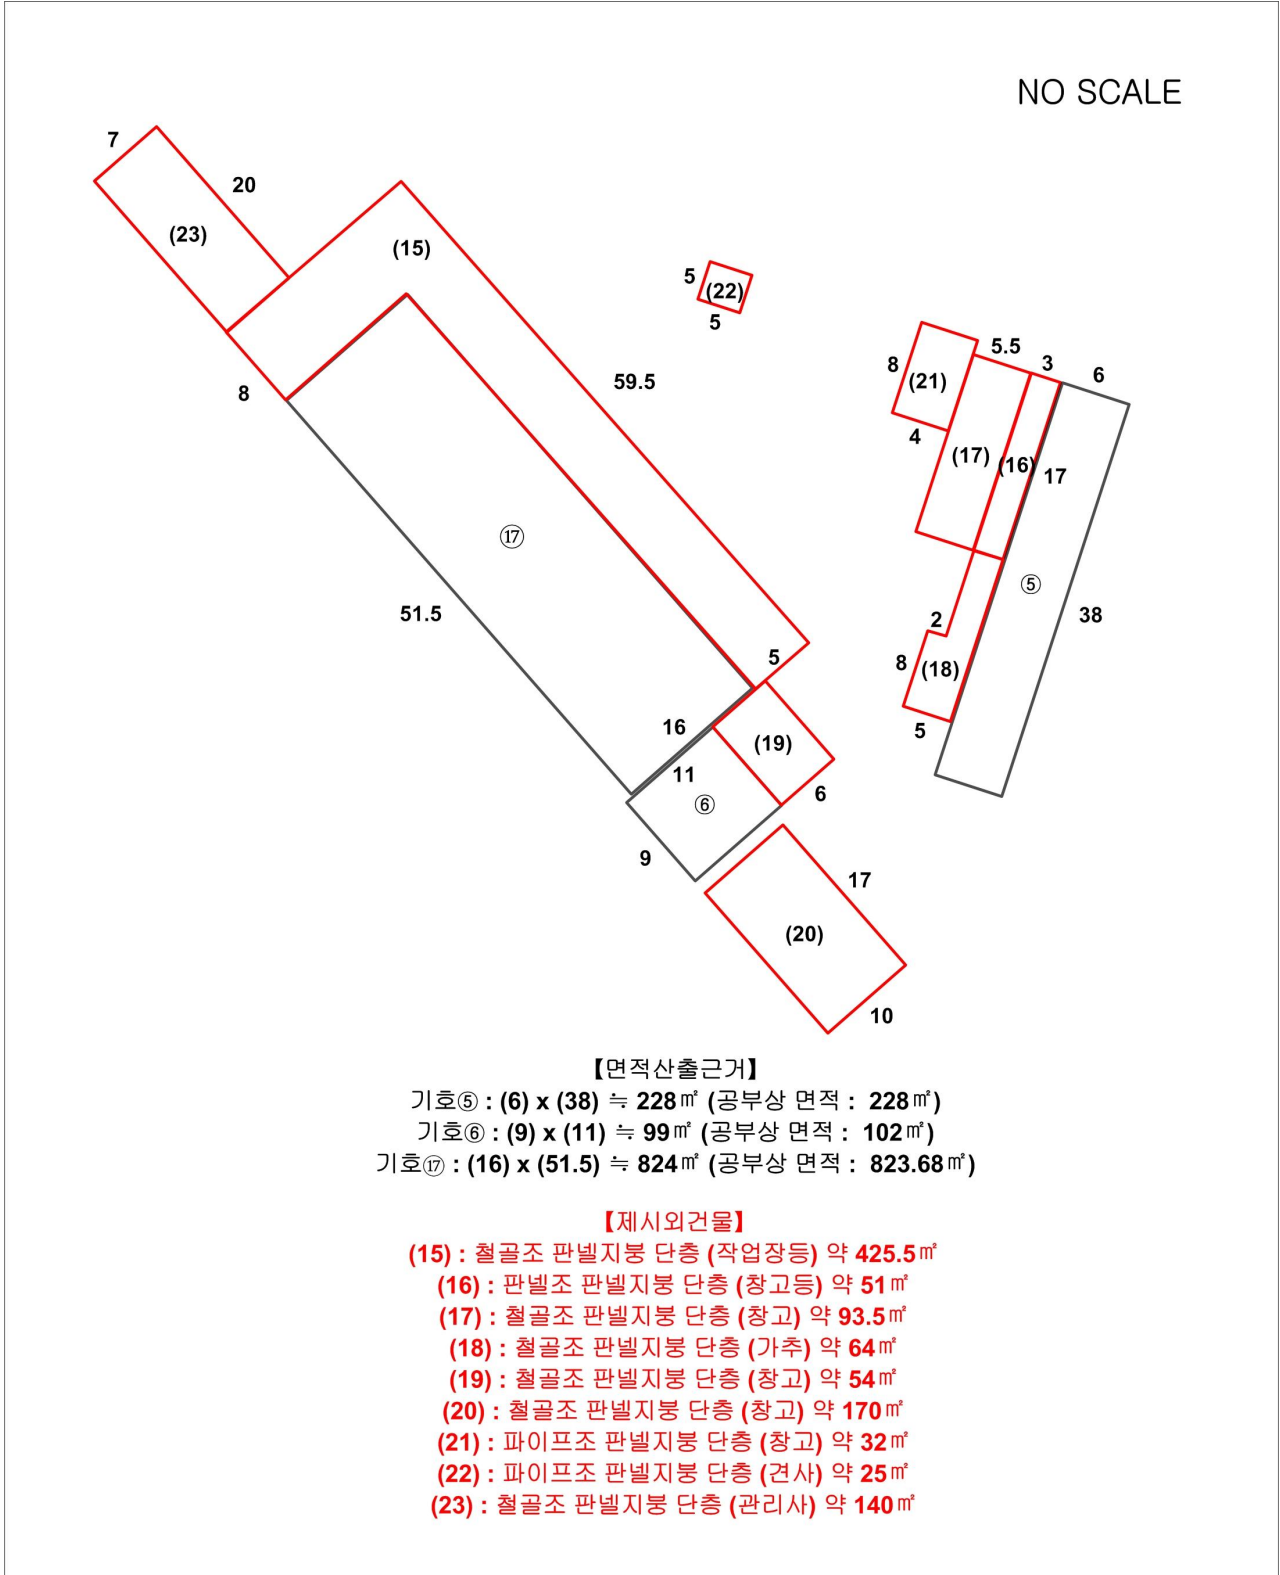 NO SCALE
7
20
(23)
(15)
5
(22)
5
59.5
8
5.5
3
6
8
(21)
4
(17)
(16)
17
⑰
⑤
51.5
2
38
8
(18)
5
5
16
(19)
11
6
⑥
9
17
(20)
10
【면적산출근거】
기호⑤ : (6) x (38) ≒ 228㎡ (공부상 면적 : 228㎡)
기호⑥ : (9) x (11) ≒ 99㎡ (공부상 면적 : 102㎡)
기호⑰ : (16) x (51.5) ≒ 824㎡ (공부상 면적 : 823.68㎡)
【제시외건물】
(15) : 철골조 판넬지붕 단층 (작업장등) 약 425.5㎡
(16) : 판넬조 판넬지붕 단층 (창고등) 약 51㎡
(17) : 철골조 판넬지붕 단층 (창고) 약 93.5㎡
(18) : 철골조 판넬지붕 단층 (가추) 약 64㎡
(19) : 철골조 판넬지붕 단층 (창고) 약 54㎡
(20) : 철골조 판넬지붕 단층 (창고) 약 170㎡
(21) : 파이프조 판넬지붕 단층 (창고) 약 32㎡
(22) : 파이프조 판넬지붕 단층 (견사) 약 25㎡
(23) : 철골조 판넬지붕 단층 (관리사) 약 140㎡